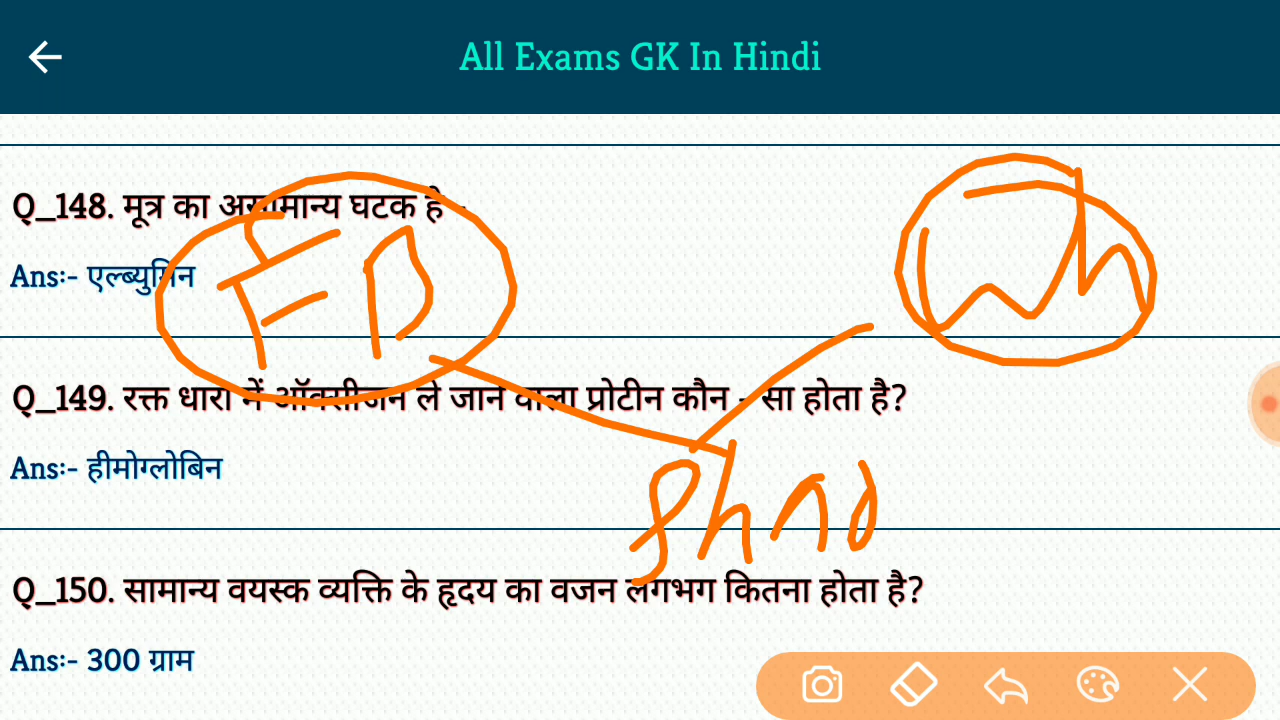 All Exams GK In Hindi
Q_148. मूत्र का असामान्य घटक है -
Ans:- एल्ब्युमिन
FD
Q_149. रक्त धारा में ऑक्सीजन ले जाने वाला प्रोटीन कौन - सा होता है?
Ans:- हीमोग्लोबिन
Q_150. सामान्य वयस्क व्यक्ति के हृदय का वजन लगभग कितना होता है?
Ans:- 300 ग्राम